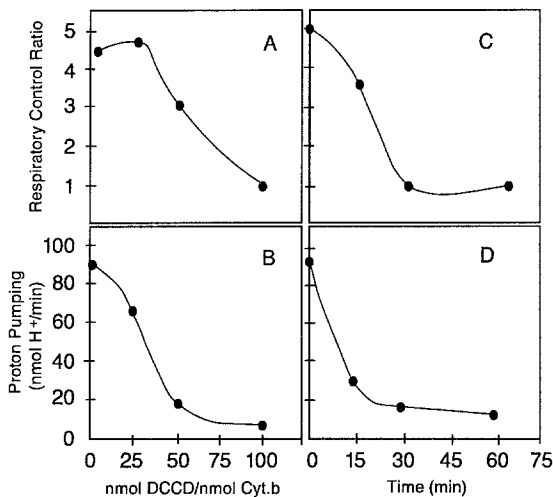 Respiratory Control Ratio
5
4
3
2
1
A
C
Proton Pumping
(nmol H⁺/min)
100
80
60
40
20
0
B
D
0 25 50 75 100
nmol DCCD/nmol Cyt.b
0 15 30 45 60 75
Time (min)